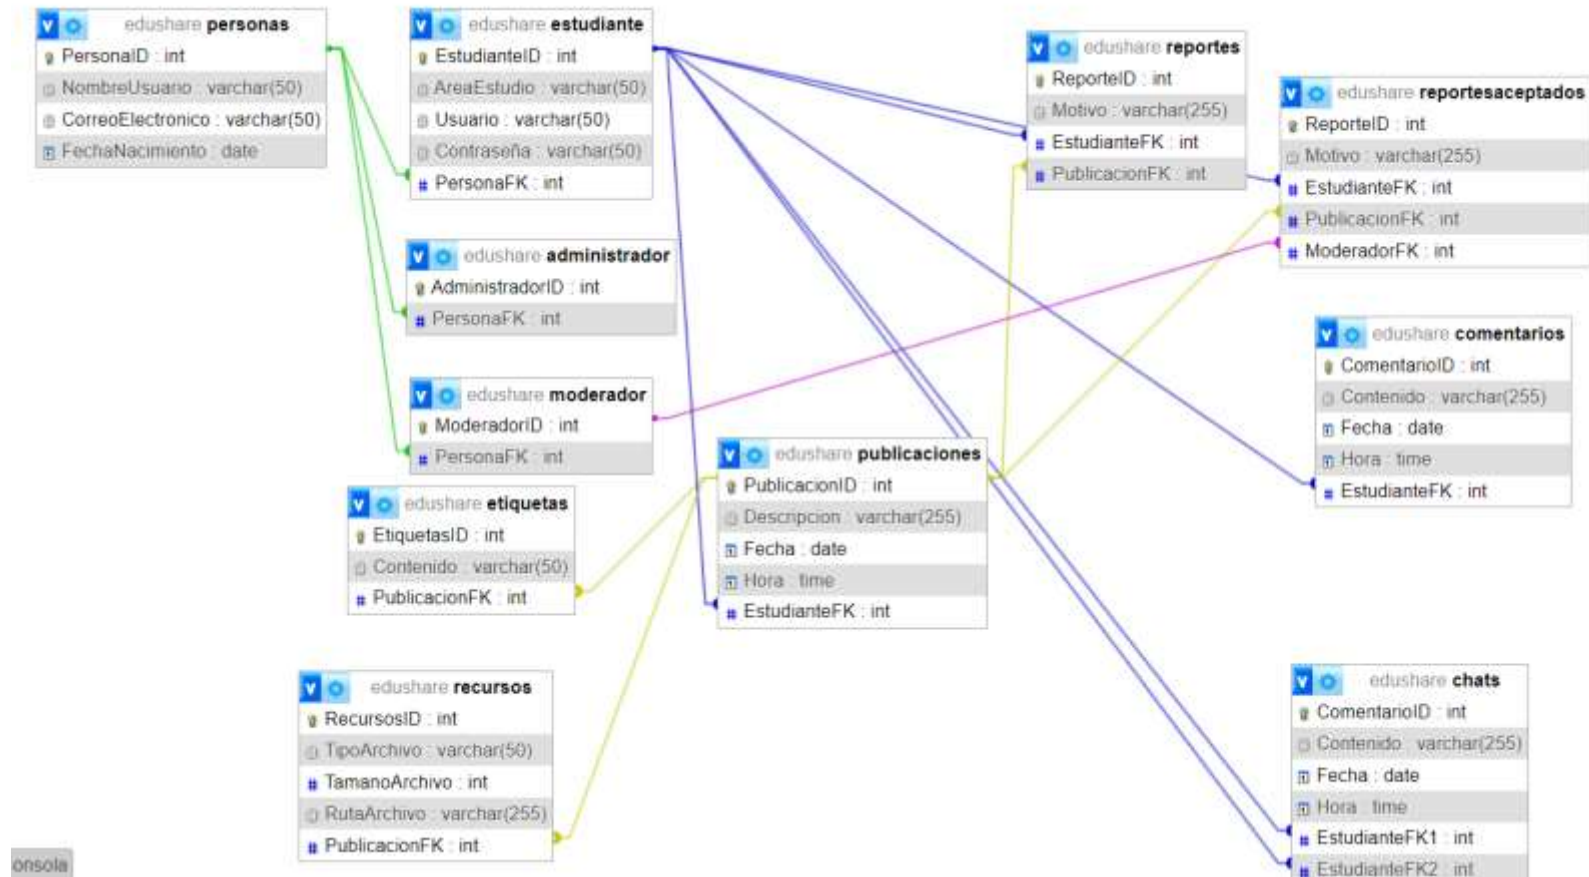 edushare personas
PersonaID : int
NombreUsuario : varchar(50)
CorreoElectronico : varchar(50)
FechaNacimiento : date
edushare estudiante
EstudianteID : int
AreaEstudio : varchar(50)
Usuario : varchar(50)
Contraseña : varchar(50)
PersonaFK : int
edushare administrador
AdministradorID : int
PersonaFK : int
edushare moderador
ModeradorID : int
PersonaFK : int
edushare etiquetas
EtiquetasID : int
Contenido : varchar(50)
PublicacionFK : int
edushare recursos
RecursosID : int
TipoArchivo : varchar(50)
TamanoArchivo : int
RutaArchivo : varchar(255)
PublicacionFK : int
edushare publicaciones
PublicacionID : int
Descripcion : varchar(255)
Fecha : date
Hora : time
EstudianteFK : int
edushare reportes
ReporteID : int
Motivo : varchar(255)
EstudianteFK : int
PublicacionFK : int
edushare reportesaceptados
ReporteID : int
Motivo : varchar(255)
EstudianteFK : int
PublicacionFK : int
ModeradorFK : int
edushare comentarios
ComentarioID : int
Contenido : varchar(255)
Fecha : date
Hora : time
EstudianteFK : int
edushare chats
ComentarioID : int
Contenido : varchar(255)
Fecha : date
Hora : time
EstudianteFK1 : int
EstudianteFK2 : int
onsola